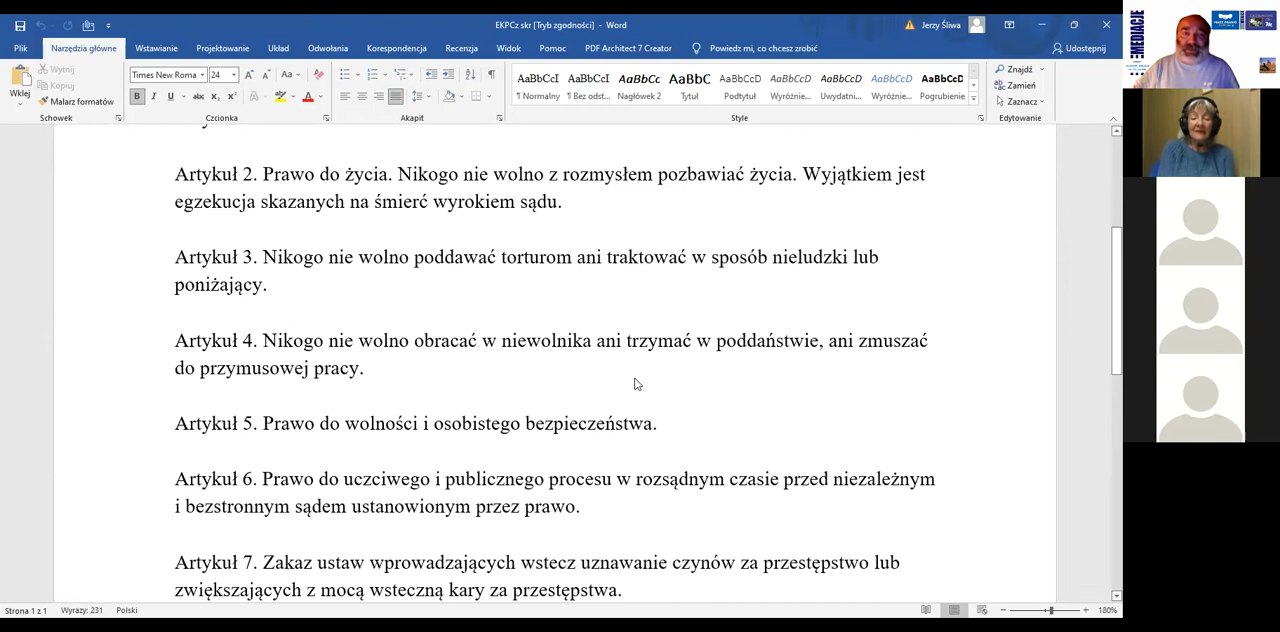 EKPCz skr [Tryb zgodności] - Word
Jerzy Śliwa
Plik Narzędzia główne Wstawianie Projektowanie Układ Odwołania Korespondencja Recenzja Widok Pomoc PDF Architect 7 Creator Powiedz mi, co chcesz zrobić Udostępnij
Wklej
Wytnij
Kopiuj
Malarz formatów
Schowek
Times New Roma 24
Czcionka
Akapit
AaBbCcI AaBbCcI AaBbCc AaBbC AaBbCcD AaBbCcD AaBbCcD AaBbCcD AaBbCcD
¶ Normalny ¶ Bez odst... Nagłówek 2 Tytuł Podtytuł Wyróżnie... Uwydatni... Wyróżnie... Pogrubienie
Style
Znajdź
Zamień
Zaznacz
Edytowanie
MEDIACJE
Artykuł 2. Prawo do życia. Nikogo nie wolno z rozmysłem pozbawiać życia. Wyjątkiem jest
egzekucja skazanych na śmierć wyrokiem sądu.
Artykuł 3. Nikogo nie wolno poddawać torturom ani traktować w sposób nieludzki lub
poniżający.
Artykuł 4. Nikogo nie wolno obracać w niewolnika ani trzymać w poddaństwie, ani zmuszać
do przymusowej pracy.
Artykuł 5. Prawo do wolności i osobistego bezpieczeństwa.
Artykuł 6. Prawo do uczciwego i publicznego procesu w rozsądnym czasie przed niezależnym
i bezstronnym sądem ustanowionym przez prawo.
Artykuł 7. Zakaz ustaw wprowadzających wstecz uznawanie czynów za przestępstwo lub
zwiększających z mocą wsteczną kary za przestępstwa.
Strona 1 z 1 Wyrazy: 231 Polski
180%